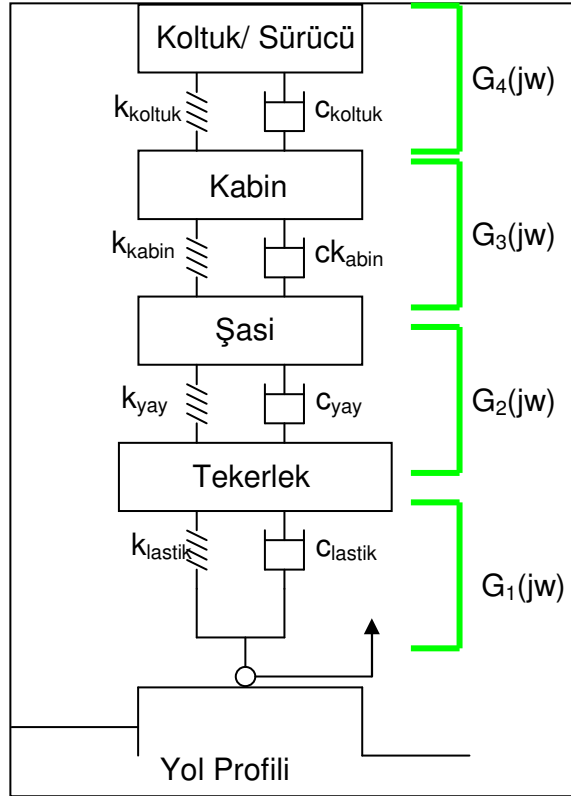 Koltuk/ Sürücü
G4(jw)
kkoltuk
ckoltuk
Kabin
G3(jw)
kkabin
ckabin
Şasi
G2(jw)
kyay
cyay
Tekerlek
klastik
clastik
G1(jw)
Yol Profili